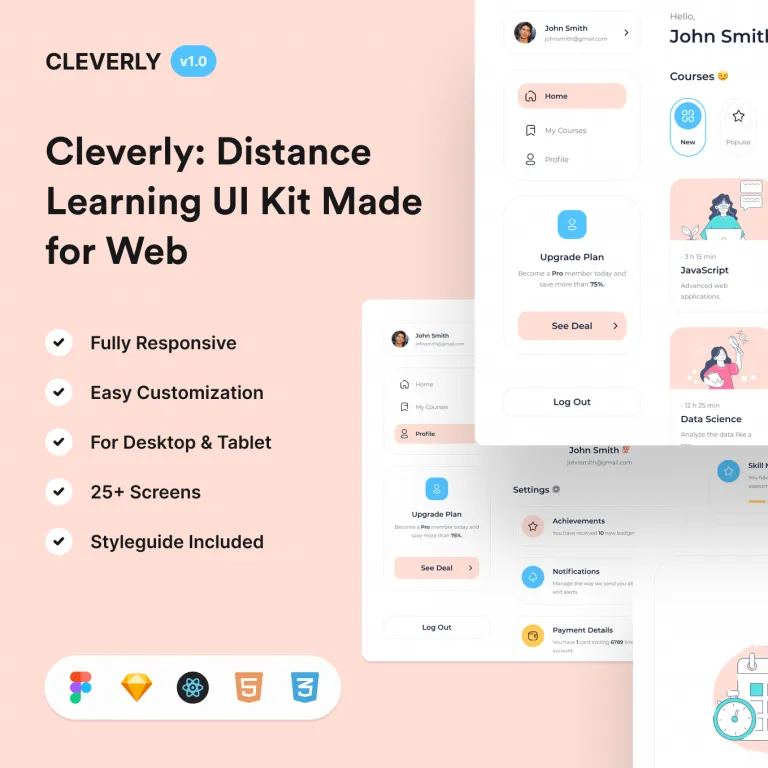 CLEVERLY v1.0
Cleverly: Distance
Learning UI Kit Made
for Web
Fully Responsive
Easy Customization
For Desktop & Tablet
25+ Screens
Styleguide Included
John Smith
johnsmith@gmail.com
Home
My Courses
Profile
Upgrade Plan
Become a Pro member today and
save more than 75%.
See Deal
Log Out
Hello,
John Smith
Courses 😉
New
Popular
- 3 h 15 min
JavaScript
Advanced web
applications.
- 12 h 25 min
Data Science
Analyze the data like a
John Smith
johnsmith@gmail.com
Home
My Courses
Profile
Upgrade Plan
Become a Pro member today and
save more than 75%.
See Deal
Log Out
John Smith 💯
johnsmith@gmail.com
Settings ⚙
Achievements
You have received 10 new badges
Notifications
Manage the way we send you
and alerts.
Payment Details
You have 1 card ending 6789
account.
Skill
You have